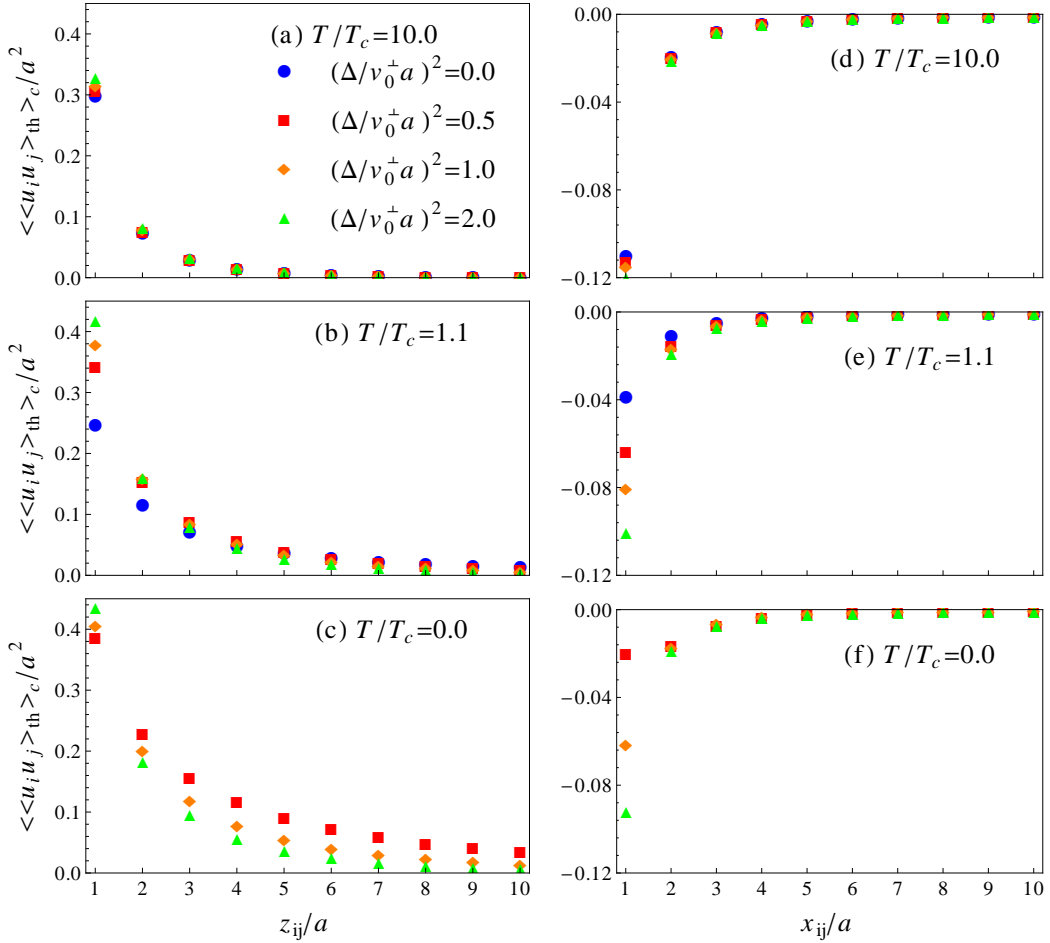 (a) T/T_c=10.0
(Δ/v_0^⊥ a)^2=0.0
(Δ/v_0^⊥ a)^2=0.5
(Δ/v_0^⊥ a)^2=1.0
(Δ/v_0^⊥ a)^2=2.0
<<u_i u_j>_th>_c/a^2
0.4
0.3
0.2
0.1
0.0
(d) T/T_c=10.0
0.00
−0.04
−0.08
−0.12
(b) T/T_c=1.1
<<u_i u_j>_th>_c/a^2
0.4
0.3
0.2
0.1
0.0
(e) T/T_c=1.1
0.00
−0.04
−0.08
−0.12
(c) T/T_c=0.0
<<u_i u_j>_th>_c/a^2
0.4
0.3
0.2
0.1
0.0
1 2 3 4 5 6 7 8 9 10
z_ij/a
(f) T/T_c=0.0
0.00
−0.04
−0.08
−0.12
1 2 3 4 5 6 7 8 9 10
x_ij/a